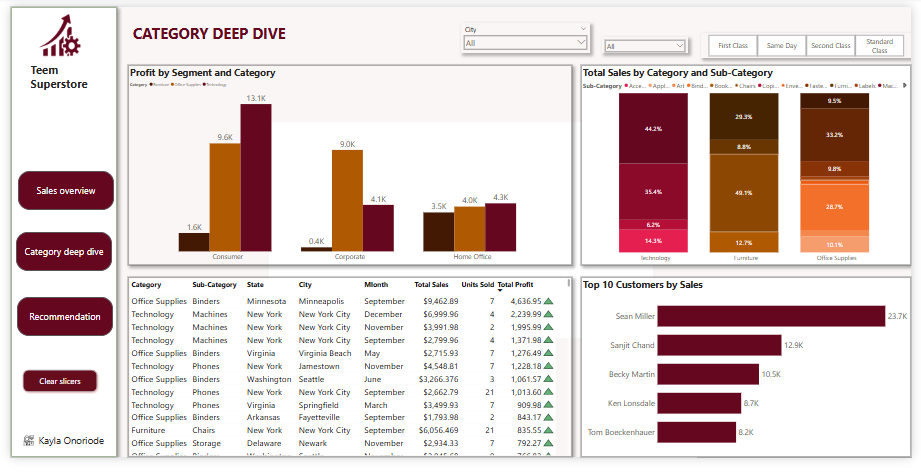 Teem
Superstore
Sales overview
Category deep dive
Recommendation
Clear slicers
Kayla Onoriode
CATEGORY DEEP DIVE
City
All
All
First Class
Same Day
Second Class
Standard
Class
Profit by Segment and Category
Category Furniture Office Supplies Technology
1.6K
9.6K
13.1K
0.4K
9.0K
4.1K
3.5K
4.0K
4.3K
Consumer
Corporate
Home Office
Total Sales by Category and Sub-Category
Sub-Category Acce... Appl... Art Bind... Book... Chairs Copi... Enve... Faste... Furni... Labels Mac...
44.2%
35.4%
6.2%
14.3%
29.3%
8.8%
49.1%
12.7%
9.5%
33.2%
9.8%
28.7%
10.1%
Technology
Furniture
Office Supplies
Category Sub-Category State City Month Total Sales Units Sold Total Profit
Office Supplies Binders Minnesota Minneapolis September $9,462.89 7 4,636.95
Technology Machines New York New York City December $6,999.96 4 2,239.99
Technology Machines New York New York City November $3,991.98 2 1,995.99
Technology Machines New York New York City September $2,799.96 4 1,371.98
Office Supplies Binders Virginia Virginia Beach May $2,715.93 7 1,276.49
Technology Phones New York Jamestown November $4,548.81 7 1,228.18
Office Supplies Binders Washington Seattle June $3,266.376 3 1,061.57
Technology Phones New York New York City September $2,662.79 21 1,013.60
Technology Phones Virginia Springfield March $3,499.93 7 909.98
Office Supplies Binders Arkansas Fayetteville September $1,793.98 2 843.17
Furniture Chairs New York New York City September $6,056.469 21 835.55
Office Supplies Storage Delaware Newark November $2,934.33 7 792.27
Office Supplies Binders
Top 10 Customers by Sales
Sean Miller 23.7K
Sanjit Chand 12.9K
Becky Martin 10.5K
Ken Lonsdale 8.7K
Tom Boeckenhauer 8.2K